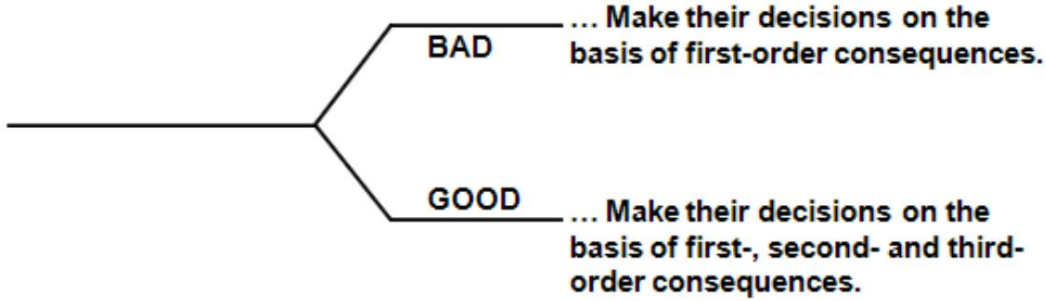 ... Make their decisions on the
BAD
basis of first-order consequences.
GOOD
... Make their decisions on the
basis of first-, second- and third-
order consequences.